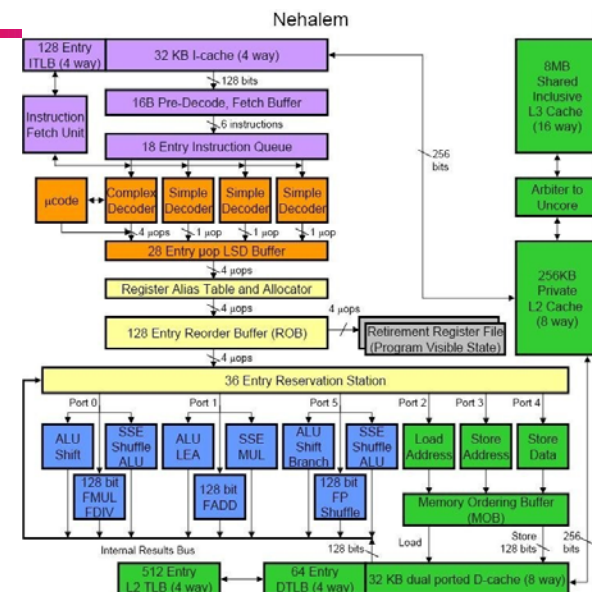 Nehalem
128 Entry
ITLB (4 way)
32 KB I-cache (4 way)
8MB
Shared
Inclusive
L3 Cache
(16 way)
128 bits
Instruction
Fetch Unit
16B Pre-Decode, Fetch Buffer
6 instructions
18 Entry Instruction Queue
256
bits
µcode
Complex
Decoder
Simple
Decoder
Simple
Decoder
Simple
Decoder
Arbiter to
Uncore
4 µops
1 µop
1 µop
1 µop
28 Entry µop LSD Buffer
4 µops
Register Alias Table and Allocator
256KB
Private
L2 Cache
(8 way)
4 µops
4 µops
128 Entry Reorder Buffer (ROB)
Retirement Register File
(Program Visible State)
4 µops
36 Entry Reservation Station
Port 0
Port 1
Port 5
Port 2
Port 3
Port 4
ALU
Shift
SSE
Shuffle
ALU
ALU
LEA
SSE
MUL
ALU
Shift
Branch
SSE
Shuffle
ALU
Load
Address
Store
Address
Store
Data
128 bit
FMUL
FDIV
128 bit
FADD
128 bit
FP
Shuffle
Memory Ordering Buffer
(MOB)
Internal Results Bus
128 bits
Load
Store
128 bits
256
bits
512 Entry
L2 TLB (4 way)
64 Entry
DTLB (4 way)
32 KB dual ported D-cache (8 way)